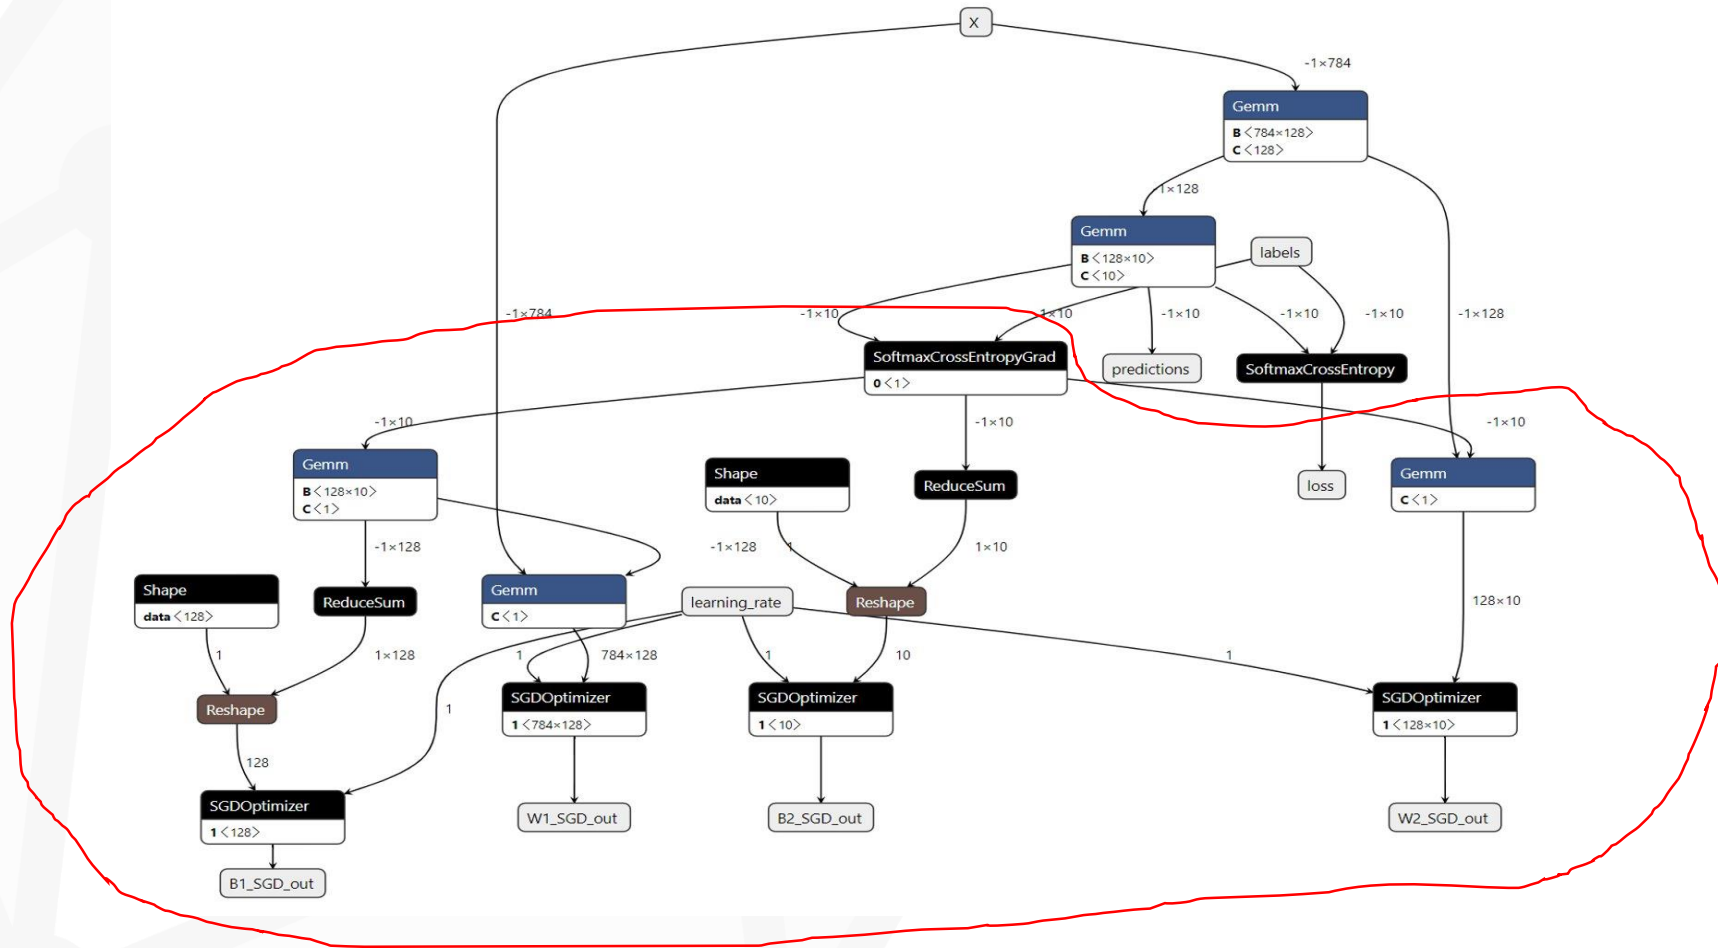 X
-1×784
Gemm
B〈784×128〉
C〈128〉
-1×128
Gemm
B〈128×10〉
C〈10〉
labels
-1×784
-1×10
-1×10
-1×10
-1×10
-1×10
-1×128
SoftmaxCrossEntropyGrad
0〈1〉
predictions
SoftmaxCrossEntropy
-1×10
-1×10
-1×10
Gemm
B〈128×10〉
C〈1〉
Shape
data〈10〉
ReduceSum
loss
Gemm
C〈1〉
-1×128
-1×128
1
1×10
Shape
data〈128〉
ReduceSum
Gemm
C〈1〉
learning_rate
Reshape
128×10
1
1×128
1
784×128
1
10
1
Reshape
1
SGDOptimizer
1〈784×128〉
SGDOptimizer
1〈10〉
SGDOptimizer
1〈128×10〉
128
SGDOptimizer
1〈128〉
W1_SGD_out
B2_SGD_out
W2_SGD_out
B1_SGD_out